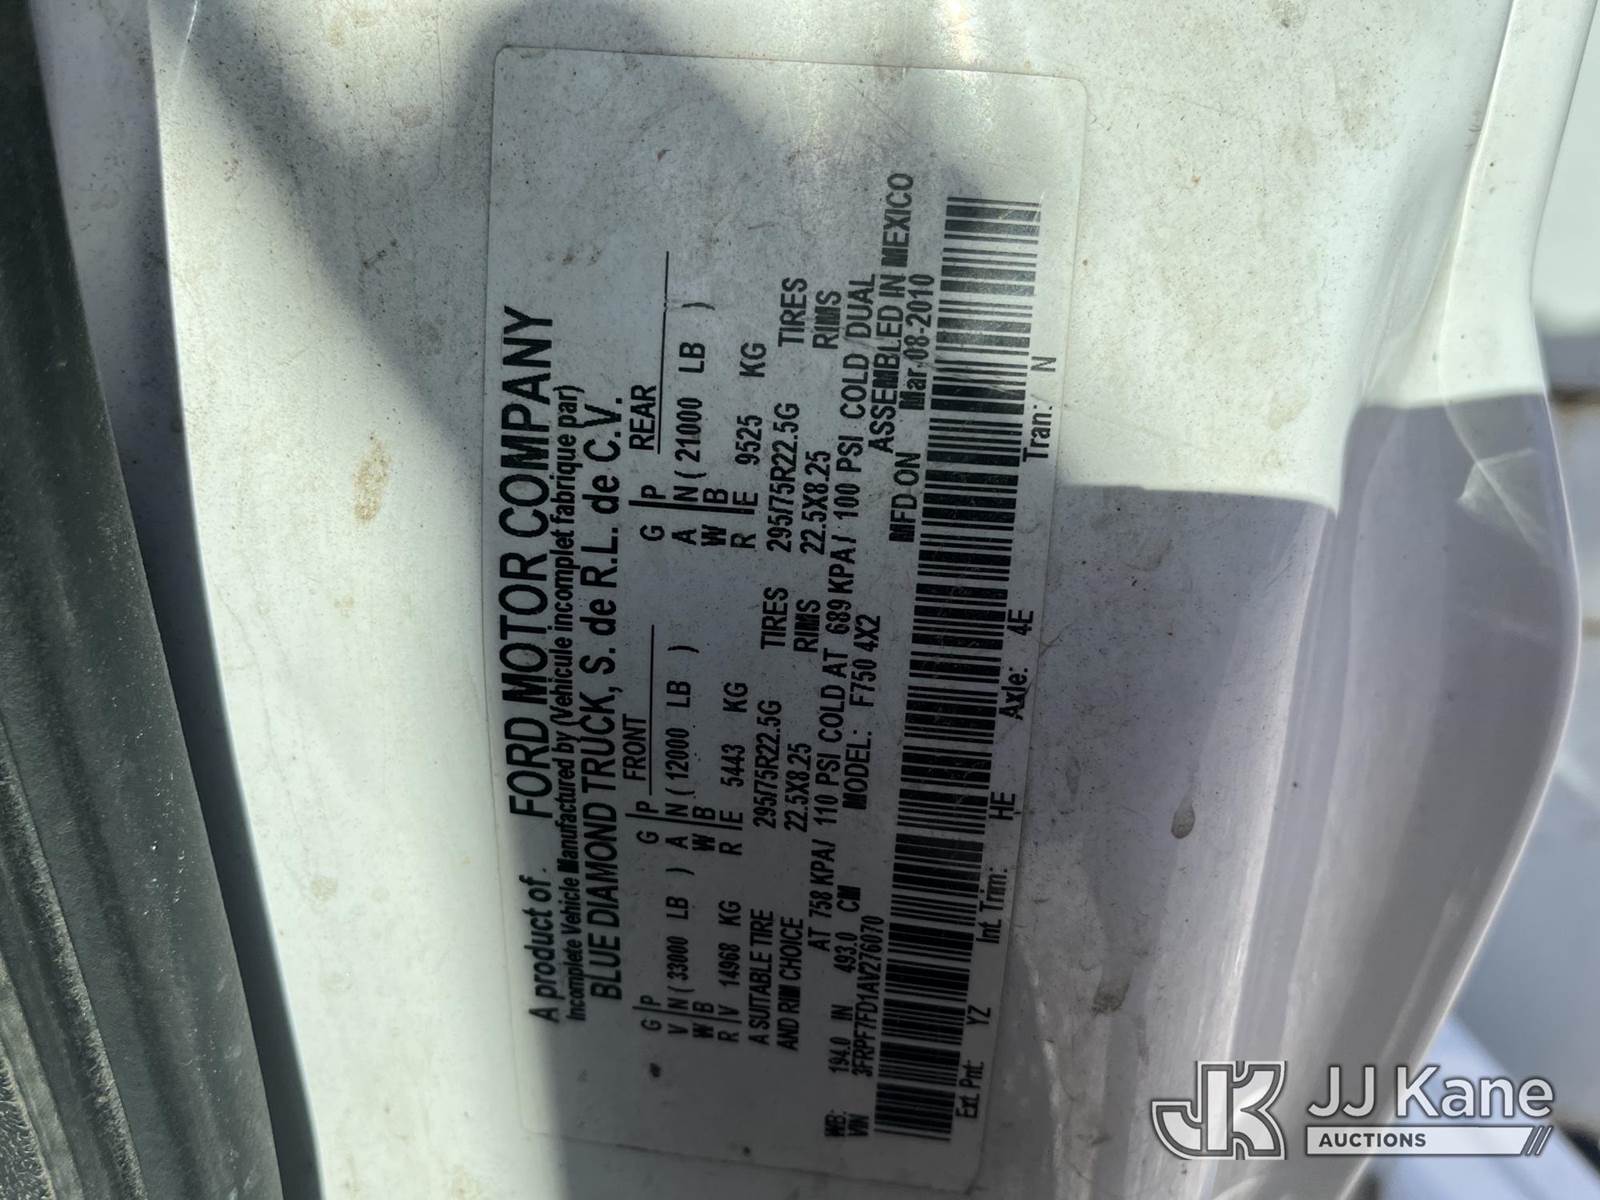 A product of FORD MOTOR COMPANY
Incomplete Vehicle Manufactured by (Vehicule incomplet fabrique par)
BLUE DIAMOND TRUCK, S. de R.L. de C.V.
FRONT REAR
G P G P G P
V N ( 33000 LB ) A N ( 12000 LB ) A N ( 21000 LB )
W B W B W B
R V 14968 KG R E 5443 KG R E 9525 KG
A SUITABLE TIRE 295/75R22.5G TIRES 295/75R22.5G TIRES
AND RIM CHOICE 22.5X8.25 RIMS 22.5X8.25 RIMS
AT 758 KPA/ 110 PSI COLD AT 689 KPA/ 100 PSI COLD DUAL
WB: 194.0 IN 493.0 CM MODEL: F750 4X2 ASSEMBLED IN MEXICO
VIN 3FRPF7FD1AV276070 MFD ON Mar.08-2010
Ext. Pnt: YZ Int. Trim: HE Axle: 4E Tran: N
JK JJ Kane
AUCTIONS